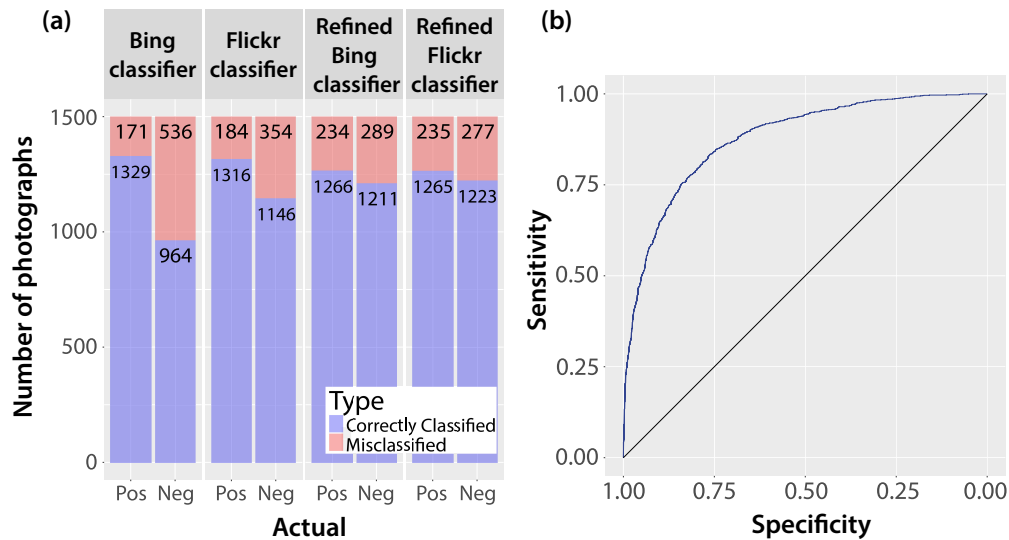 (a)
Bing
classifier
Flickr
classifier
Refined
Bing
classifier
Refined
Flickr
classifier
Number of photographs
1500
1000
500
0
171
536
184
354
234
289
235
277
1329
964
1316
1146
1266
1211
1265
1223
Type
Correctly Classified
Misclassified
Pos Neg Pos Neg Pos Neg Pos Neg
Actual
(b)
Sensitivity
1.00
0.75
0.50
0.25
0.00
1.00 0.75 0.50 0.25 0.00
Specificity